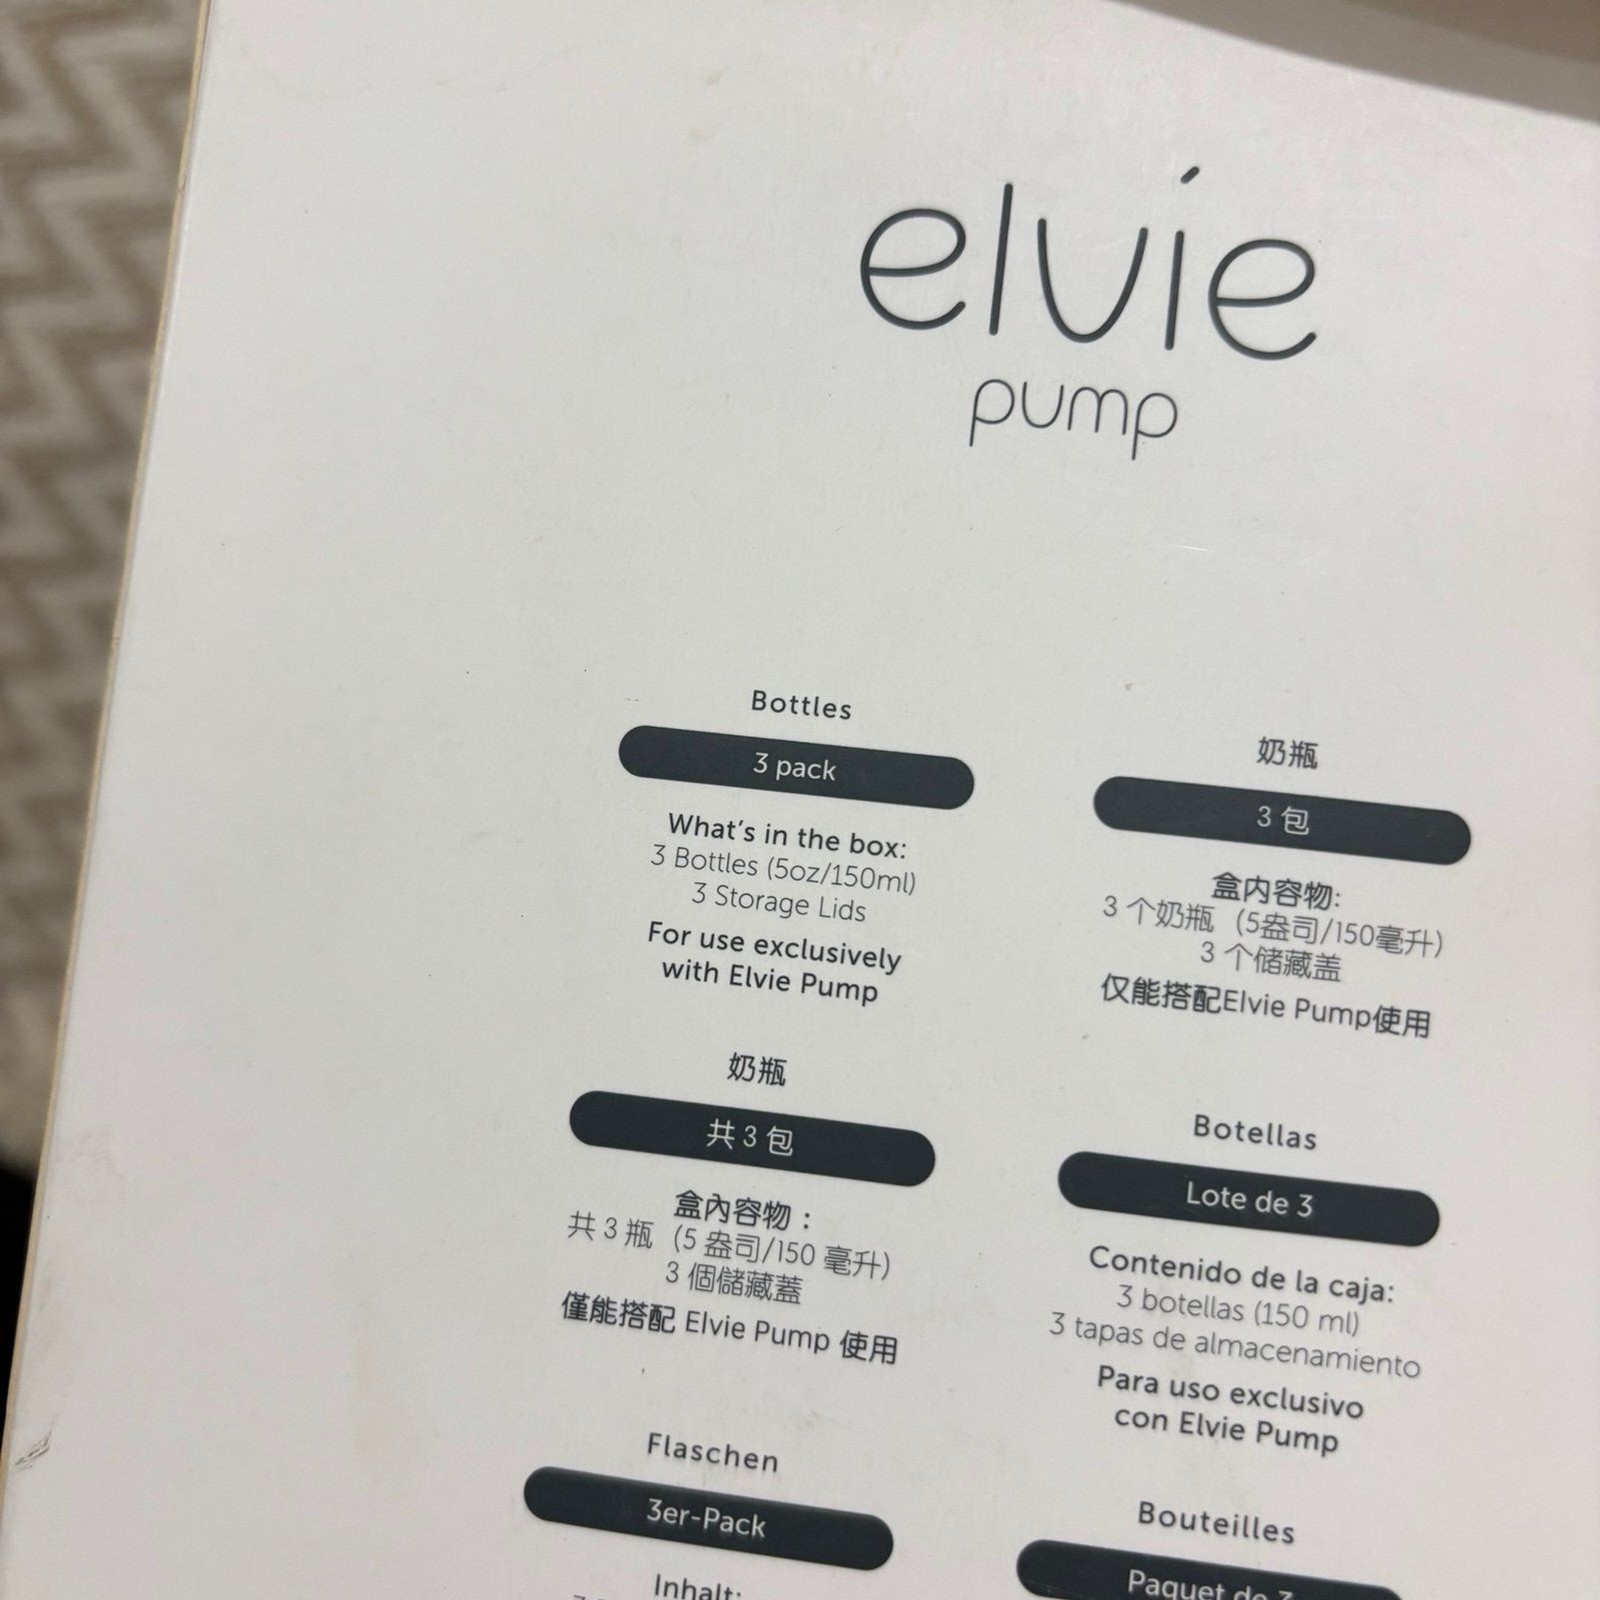 elvie
pump
Bottles
3 pack
What's in the box:
3 Bottles (5oz/150ml)
3 Storage Lids
For use exclusively
with Elvie Pump
奶瓶
3 包
盒内容物:
3 个奶瓶 (5盎司/150毫升)
3 个储藏盖
仅能搭配Elvie Pump使用
奶瓶
共 3 包
盒內容物：
共 3 瓶 (5 盎司/150 毫升)
3 個儲藏蓋
僅能搭配 Elvie Pump 使用
Botellas
Lote de 3
Contenido de la caja:
3 botellas (150 ml)
3 tapas de almacenamiento
Para uso exclusivo
con Elvie Pump
Flaschen
3er-Pack
Inhalt:
Bouteilles
Paquet de 3